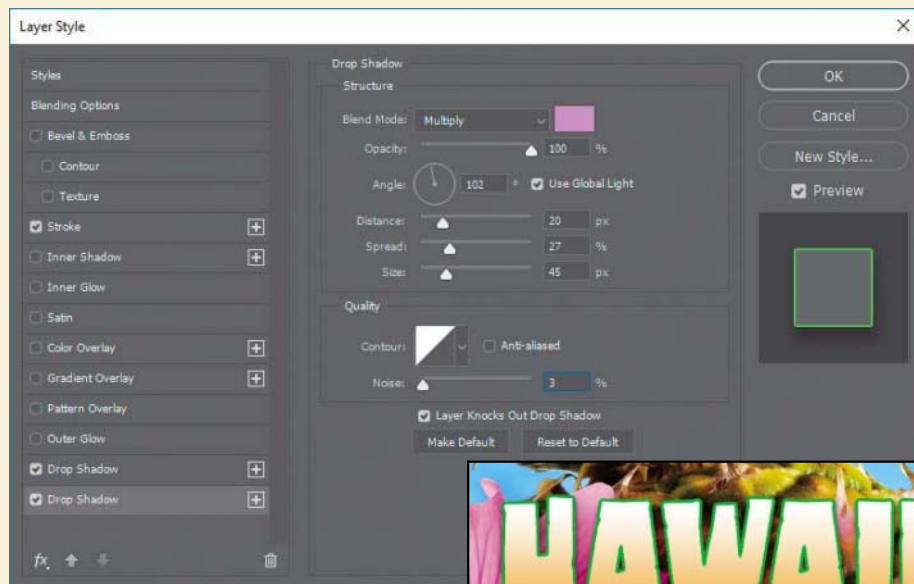 Layer Style
Styles
Blending Options
Bevel & Emboss
Contour
Texture
Stroke
Inner Shadow
Inner Glow
Satin
Color Overlay
Gradient Overlay
Pattern Overlay
Outer Glow
Drop Shadow
Drop Shadow
fx
Drop Shadow
Structure
Blend Mode: Multiply
Opacity: 100 %
Angle: 102 ° Use Global Light
Distance: 20 px
Spread: 27 %
Size: 45 px
Quality
Contour: Anti-aliased
Noise: 3 %
Layer Knocks Out Drop Shadow
Make Default Reset to Default
OK
Cancel
New Style...
Preview
HAWAII